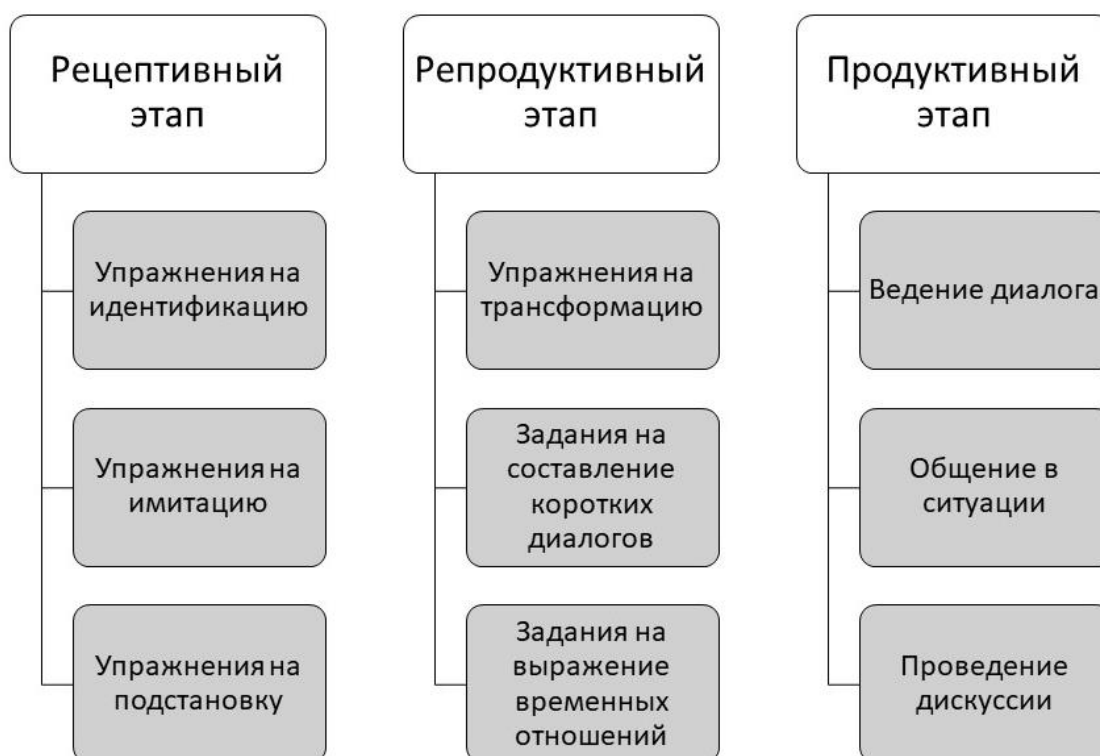 Рецептивный
этап
Упражнения на
идентификацию
Упражнения на
имитацию
Упражнения на
подстановку
Репродуктивный
этап
Упражнения на
трансформацию
Задания на
составление
коротких
диалогов
Задания на
выражение
временных
отношений
Продуктивный
этап
Ведение диалога
Общение в
ситуации
Проведение
дискуссии